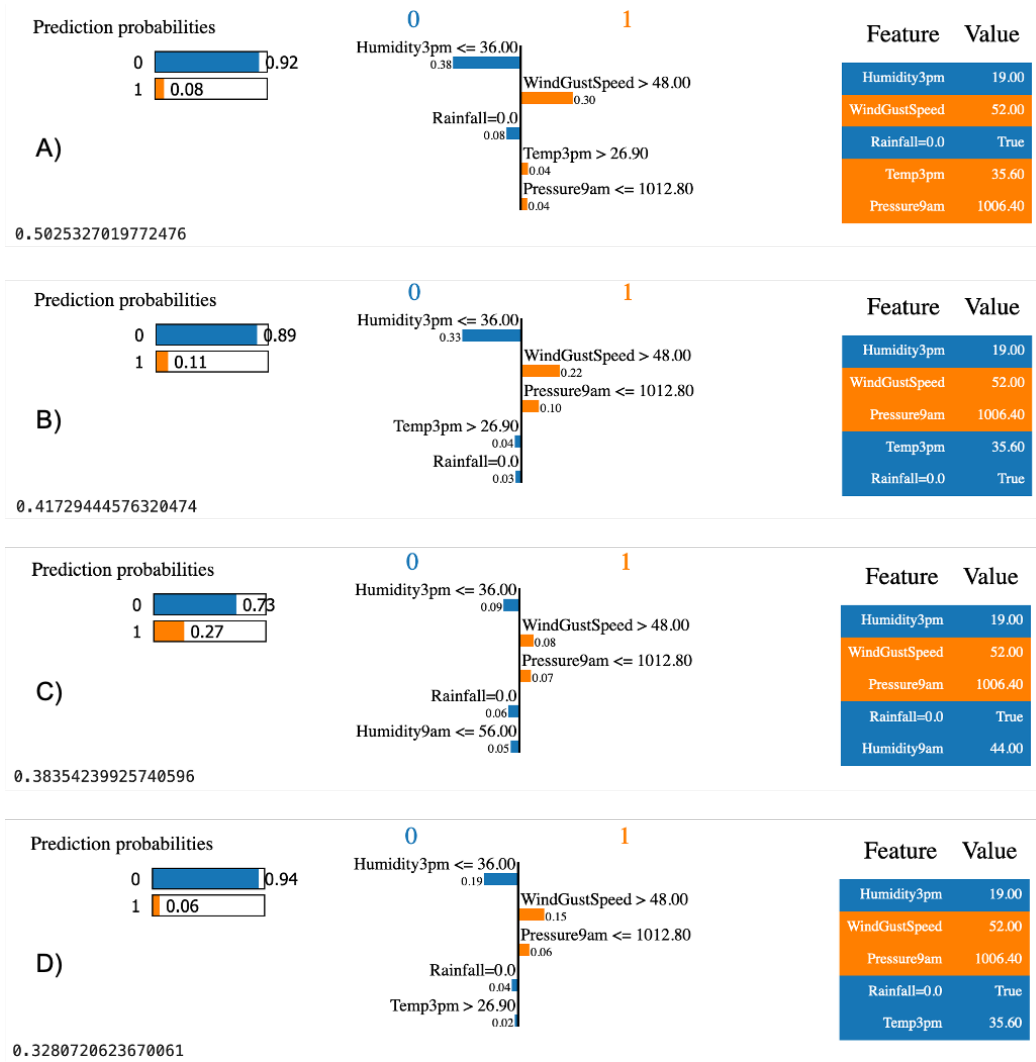 Prediction probabilities
0 0.92
1 0.08
A)
0.5025327019772476
0 1
Humidity3pm <= 36.00
0.38
WindGustSpeed > 48.00
0.30
Rainfall=0.0
0.08
Temp3pm > 26.90
0.04
Pressure9am <= 1012.80
0.04
Feature Value
Humidity3pm 19.00
WindGustSpeed 52.00
Rainfall=0.0 True
Temp3pm 35.60
Pressure9am 1006.40
Prediction probabilities
0 0.89
1 0.11
B)
0.41729444576320474
0 1
Humidity3pm <= 36.00
0.33
WindGustSpeed > 48.00
0.22
Pressure9am <= 1012.80
0.10
Temp3pm > 26.90
0.04
Rainfall=0.0
0.03
Feature Value
Humidity3pm 19.00
WindGustSpeed 52.00
Pressure9am 1006.40
Temp3pm 35.60
Rainfall=0.0 True
Prediction probabilities
0 0.73
1 0.27
C)
0.38354239925740596
0 1
Humidity3pm <= 36.00
0.09
WindGustSpeed > 48.00
0.08
Pressure9am <= 1012.80
0.07
Rainfall=0.0
0.06
Humidity9am <= 56.00
0.05
Feature Value
Humidity3pm 19.00
WindGustSpeed 52.00
Pressure9am 1006.40
Rainfall=0.0 True
Humidity9am 44.00
Prediction probabilities
0 0.94
1 0.06
D)
0.3280720623670061
0 1
Humidity3pm <= 36.00
0.19
WindGustSpeed > 48.00
0.15
Pressure9am <= 1012.80
0.06
Rainfall=0.0
0.04
Temp3pm > 26.90
0.02
Feature Value
Humidity3pm 19.00
WindGustSpeed 52.00
Pressure9am 1006.40
Rainfall=0.0 True
Temp3pm 35.60